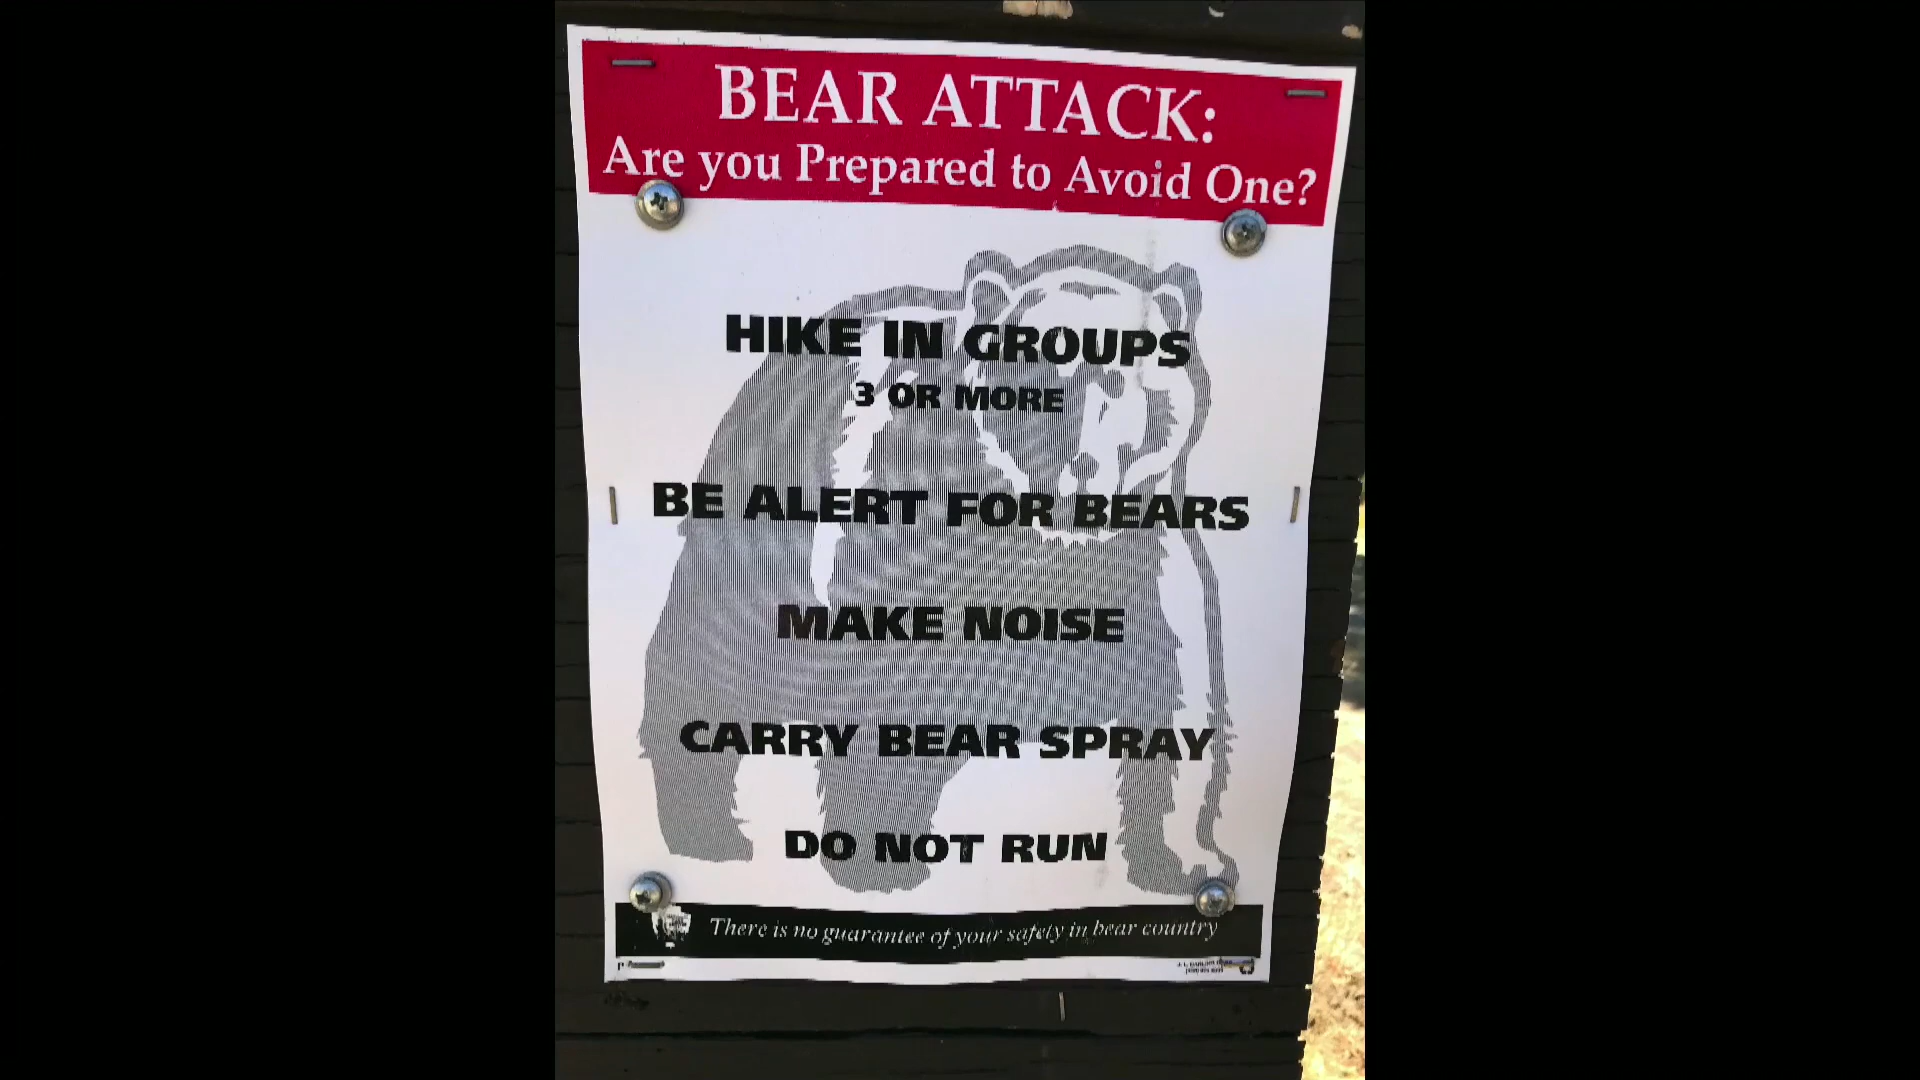 BEAR ATTACK:
Are you Prepared to Avoid One?
HIKE IN GROUPS
3 OR MORE
BE ALERT FOR BEARS
MAKE NOISE
CARRY BEAR SPRAY
DO NOT RUN
There is no guarantee of your safety in bear country